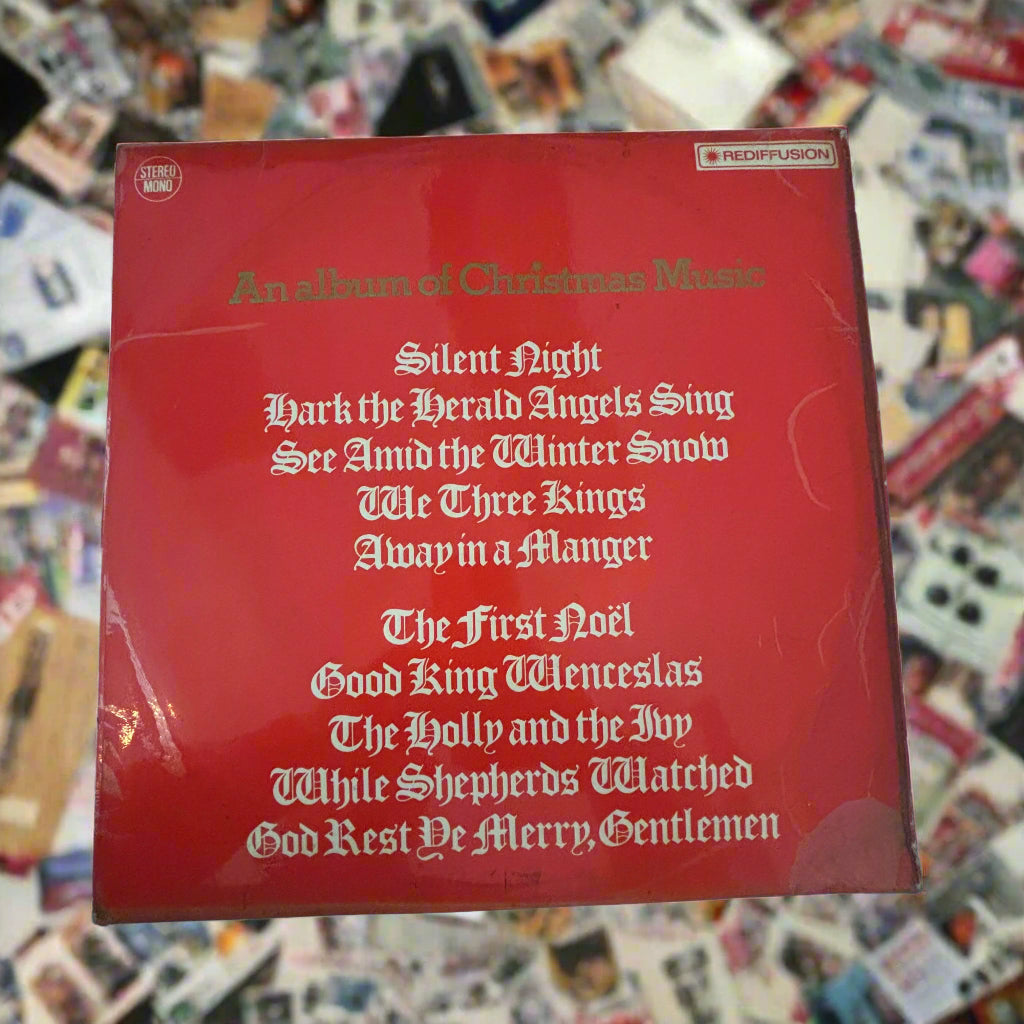 STEREO
MONO
REDIFFUSION
An album of Christmas Music
Silent Night
Hark the Herald Angels Sing
See Amid the Winter Snow
We Three Kings
Away in a Manger
The First Noël
Good King Wenceslas
The Holly and the Ivy
While Shepherds Watched
God Rest Ye Merry, Gentlemen